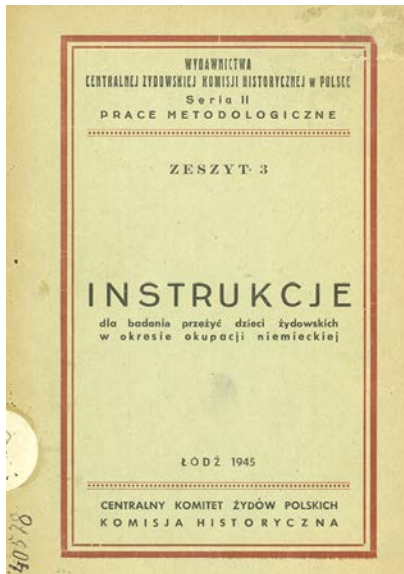 WYDAWNICTWA
CENTRALNEJ ŻYDOWSKIEJ KOMISJI HISTORYCZNEJ w POLSCE
Seria II
PRACE METODOLOGICZNE
ZESZYT 3
INSTRUKCJE
dla badania przeżyć dzieci żydowskich
w okresie okupacji niemieckiej
ŁÓDŹ 1945
CENTRALNY KOMITET ŻYDÓW POLSKICH
KOMISJA HISTORYCZNA